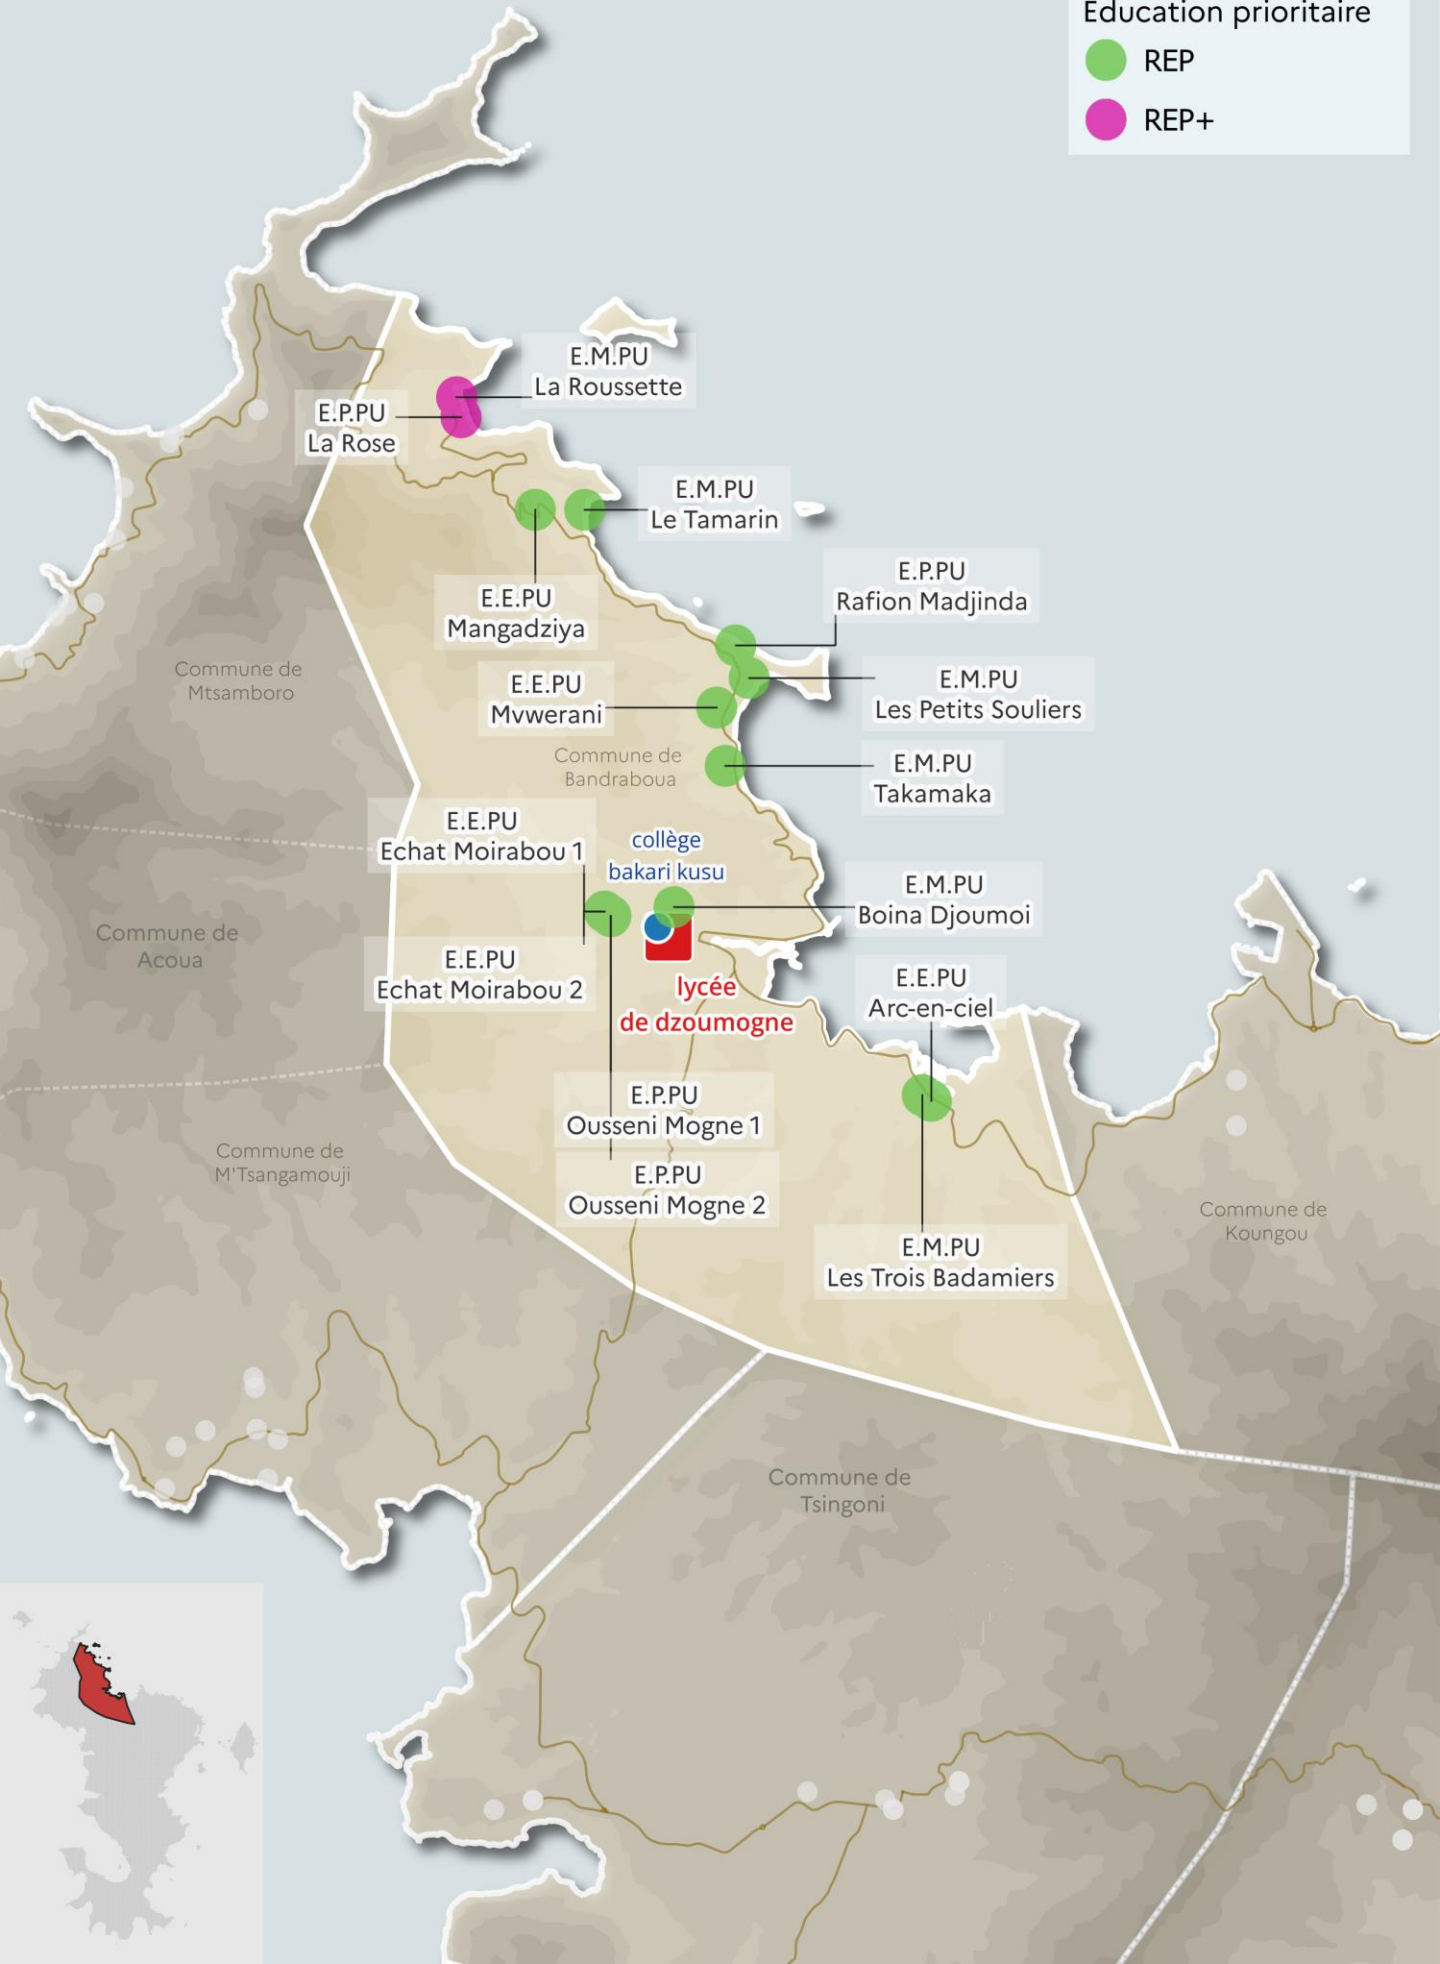 Education prioritaire
REP
REP+
E.M.PU
La Roussette
E.P.PU
La Rose
E.M.PU
Le Tamarin
E.P.PU
Rafion Madjinda
E.E.PU
Mangadziya
Commune de
Mtsamboro
E.E.PU
Mvwerani
E.M.PU
Les Petits Souliers
Commune de
Bandraboua
E.M.PU
Takamaka
E.E.PU
Echat Moirabou 1
collège
bakari kusu
E.M.PU
Boina Djoumoi
Commune de
Acoua
E.E.PU
Echat Moirabou 2
lycée
de dzoumogne
E.E.PU
Arc-en-ciel
E.P.PU
Ousseni Mogne 1
Commune de
M'Tsangamouji
E.P.PU
Ousseni Mogne 2
Commune de
Koungou
E.M.PU
Les Trois Badamiers
Commune de
Tsingoni